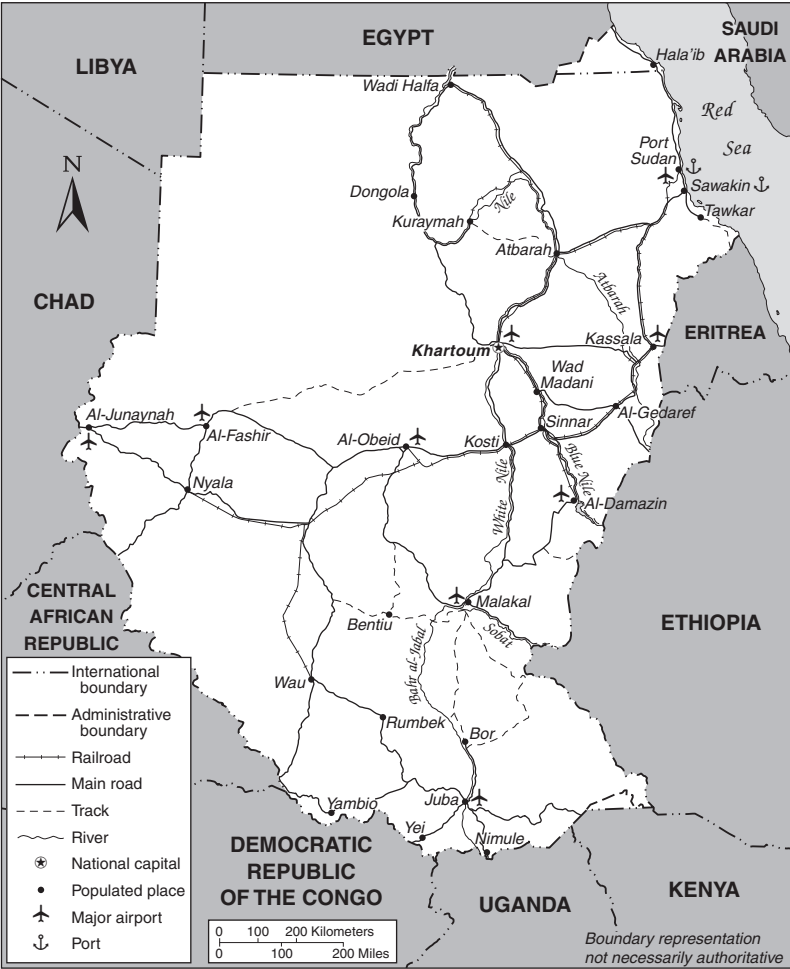 EGYPT
SAUDI
ARABIA
LIBYA
Hala'ib
Wadi Halfa
Red
Sea
Port
Sudan
Sawakin
N
Dongola
Nile
Kuraymah
Tawkar
Atbarah
Atbarah
CHAD
ERITREA
Khartoum
Kassala
Wad
Madani
Al-Junaynah
Al-Fashir
Al-Obeid
Kosti
Sinnar
Al-Gedaref
Nyala
White Nile
Blue Nile
Al-Damazin
CENTRAL
AFRICAN
REPUBLIC
Malakal
Bentiu
Sobat
ETHIOPIA
Bahr al-Jabal
Wau
Rumbek
Bor
International
boundary
Administrative
boundary
Railroad
Main road
Track
River
National capital
Populated place
Major airport
Port
Yambio
Juba
Yei
Nimule
DEMOCRATIC
REPUBLIC
OF THE CONGO
UGANDA
KENYA
0 100 200 Kilometers
0 100 200 Miles
Boundary representation
not necessarily authoritative